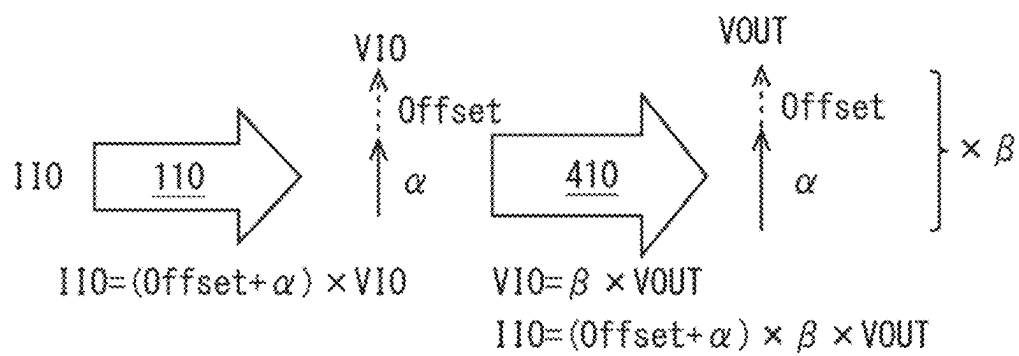 VIO
VOUT
Offset
Offset
IIO
110
α
410
α
× β
IIO=(Offset+α)×VIO
VIO=β ×VOUT
IIO=(Offset+α)× β ×VOUT